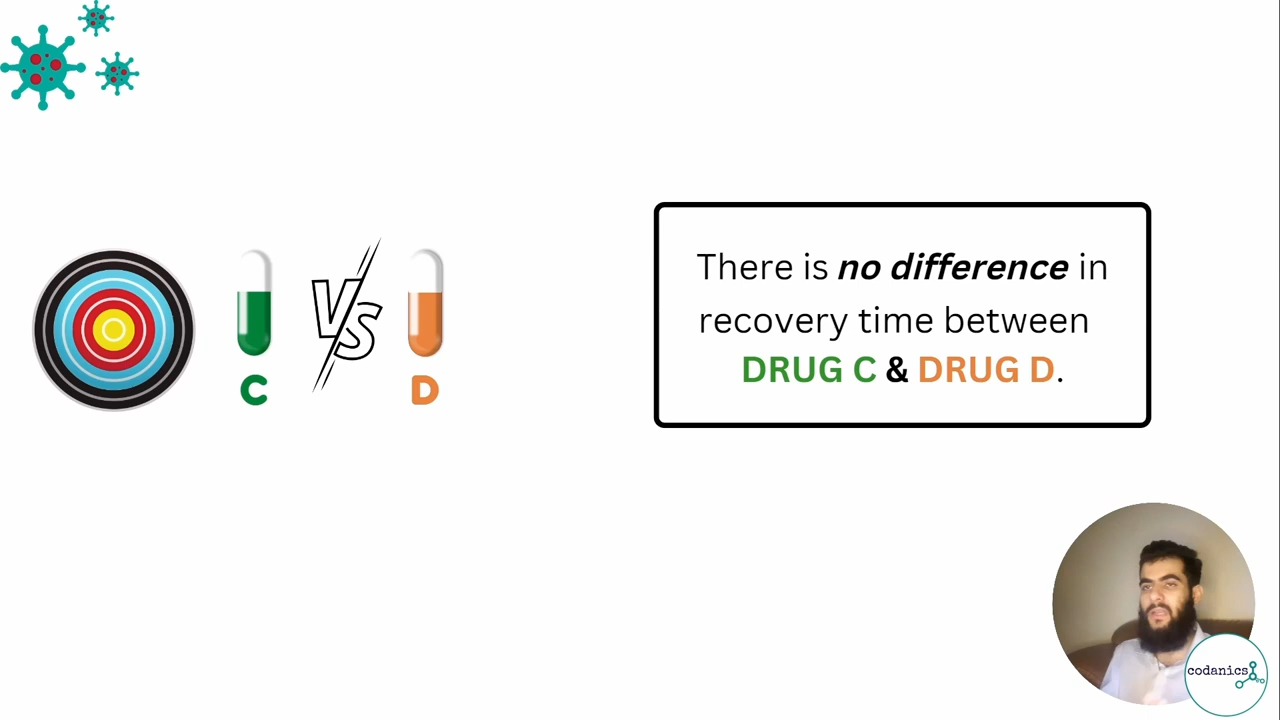 There is no difference in
recovery time between
DRUG C & DRUG D.
VS
C
D
codanics